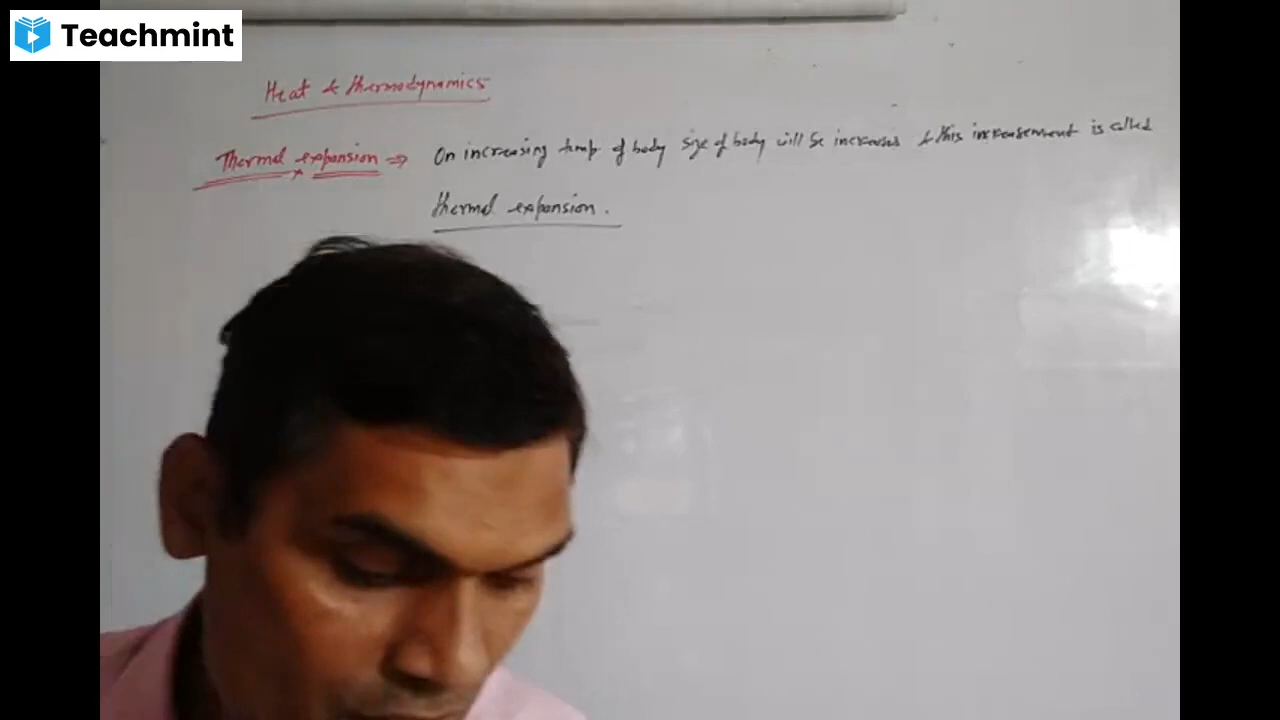 Teachmint
Heat & thermodynamics
Thermal expansion ⇒ On increasing temp of body size of body will be increased & this increasement is called
thermal expansion.